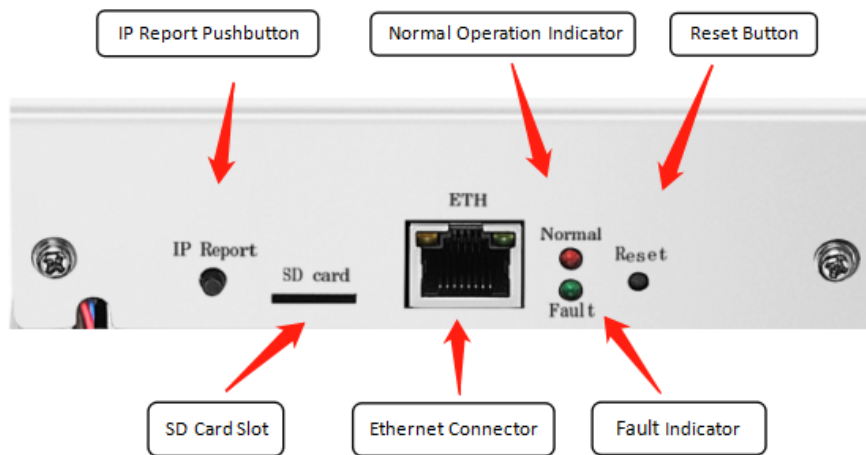 IP Report Pushbutton
Normal Operation Indicator
Reset Button
ETH
IP Report
SD card
Normal
Reset
Fault
SD Card Slot
Ethernet Connector
Fault Indicator